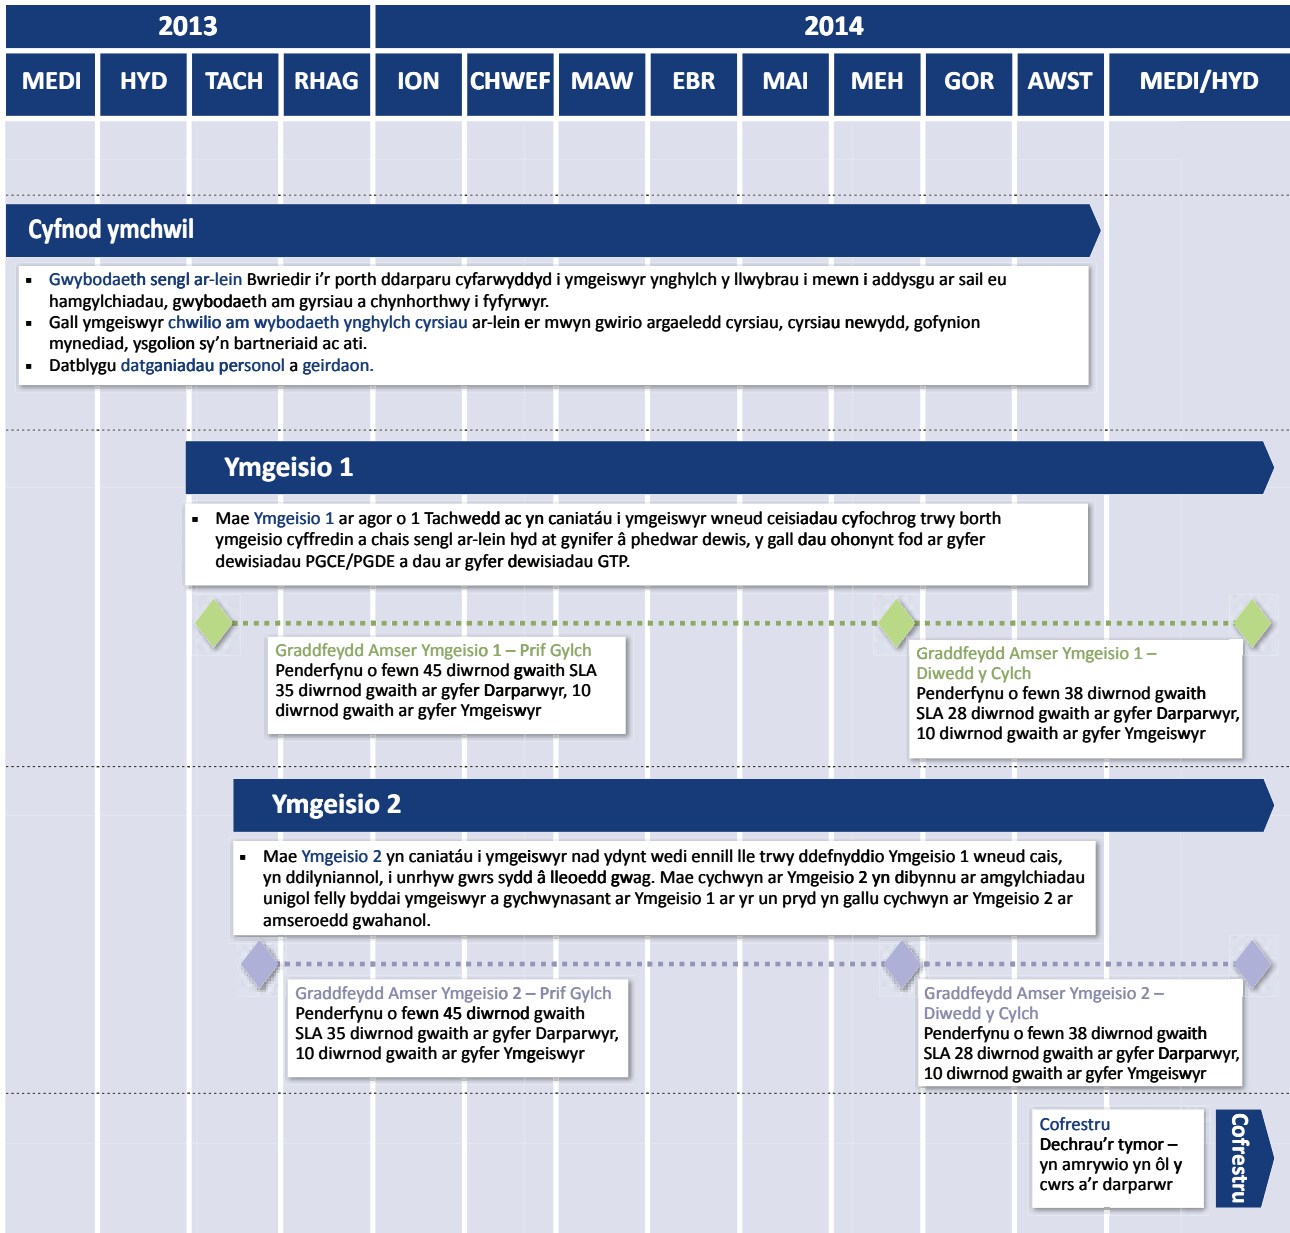 2013
2014
MEDI
HYD
TACH
RHAG
ION
CHWEF
MAW
EBR
MAI
MEH
GOR
AWST
MEDI/HYD
Cyfnod ymchwil
▪ Gwybodaeth sengl ar-lein Bwriedir i'r porth ddarparu cyfarwyddyd i ymgeiswyr ynghylch y llwybrau i mewn i addysgu ar sail eu
hamgylchiadau, gwybodaeth am gyrsiau a chynhorthwy i fyfyrwyr.
▪ Gall ymgeiswyr chwilio am wybodaeth ynghylch cyrsiau ar-lein er mwyn gwirio argaeledd cyrsiau, cyrsiau newydd, gofynion
mynediad, ysgolion sy'n bartneriaid ac ati.
▪ Datblygu datganiadau personol a geirdaon.
Ymgeisio 1
▪ Mae Ymgeisio 1 ar agor o 1 Tachwedd ac yn caniatáu i ymgeiswyr wneud ceisiadau cyfochrog trwy borth
ymgeisio cyffredin a chais sengl ar-lein hyd at gynifer â phedwar dewis, y gall dau ohonynt fod ar gyfer
dewisiadau PGCE/PGDE a dau ar gyfer dewisiadau GTP.
Graddfeydd Amser Ymgeisio 1 – Prif Gylch
Penderfynu o fewn 45 diwrnod gwaith SLA
35 diwrnod gwaith ar gyfer Darparwyr, 10
diwrnod gwaith ar gyfer Ymgeiswyr
Graddfeydd Amser Ymgeisio 1 –
Diwedd y Cylch
Penderfynu o fewn 38 diwrnod gwaith
SLA 28 diwrnod gwaith ar gyfer Darparwyr,
10 diwrnod gwaith ar gyfer Ymgeiswyr
Ymgeisio 2
▪ Mae Ymgeisio 2 yn caniatáu i ymgeiswyr nad ydynt wedi ennill lle trwy ddefnyddio Ymgeisio 1 wneud cais,
yn ddilyniannol, i unrhyw gwrs sydd â lleoedd gwag. Mae cychwyn ar Ymgeisio 2 yn dibynnu ar amgylchiadau
unigol felly byddai ymgeiswyr a gychwynasant ar Ymgeisio 1 ar yr un pryd yn gallu cychwyn ar Ymgeisio 2 ar
amseroedd gwahanol.
Graddfeydd Amser Ymgeisio 2 – Prif Gylch
Penderfynu o fewn 45 diwrnod gwaith
SLA 35 diwrnod gwaith ar gyfer Darparwyr,
10 diwrnod gwaith ar gyfer Ymgeiswyr
Graddfeydd Amser Ymgeisio 2 –
Diwedd y Cylch
Penderfynu o fewn 38 diwrnod gwaith
SLA 28 diwrnod gwaith ar gyfer Darparwyr,
10 diwrnod gwaith ar gyfer Ymgeiswyr
Cofrestru
Dechrau'r tymor –
yn amrywio yn ôl y
cwrs a'r darparwr
Cofrestru